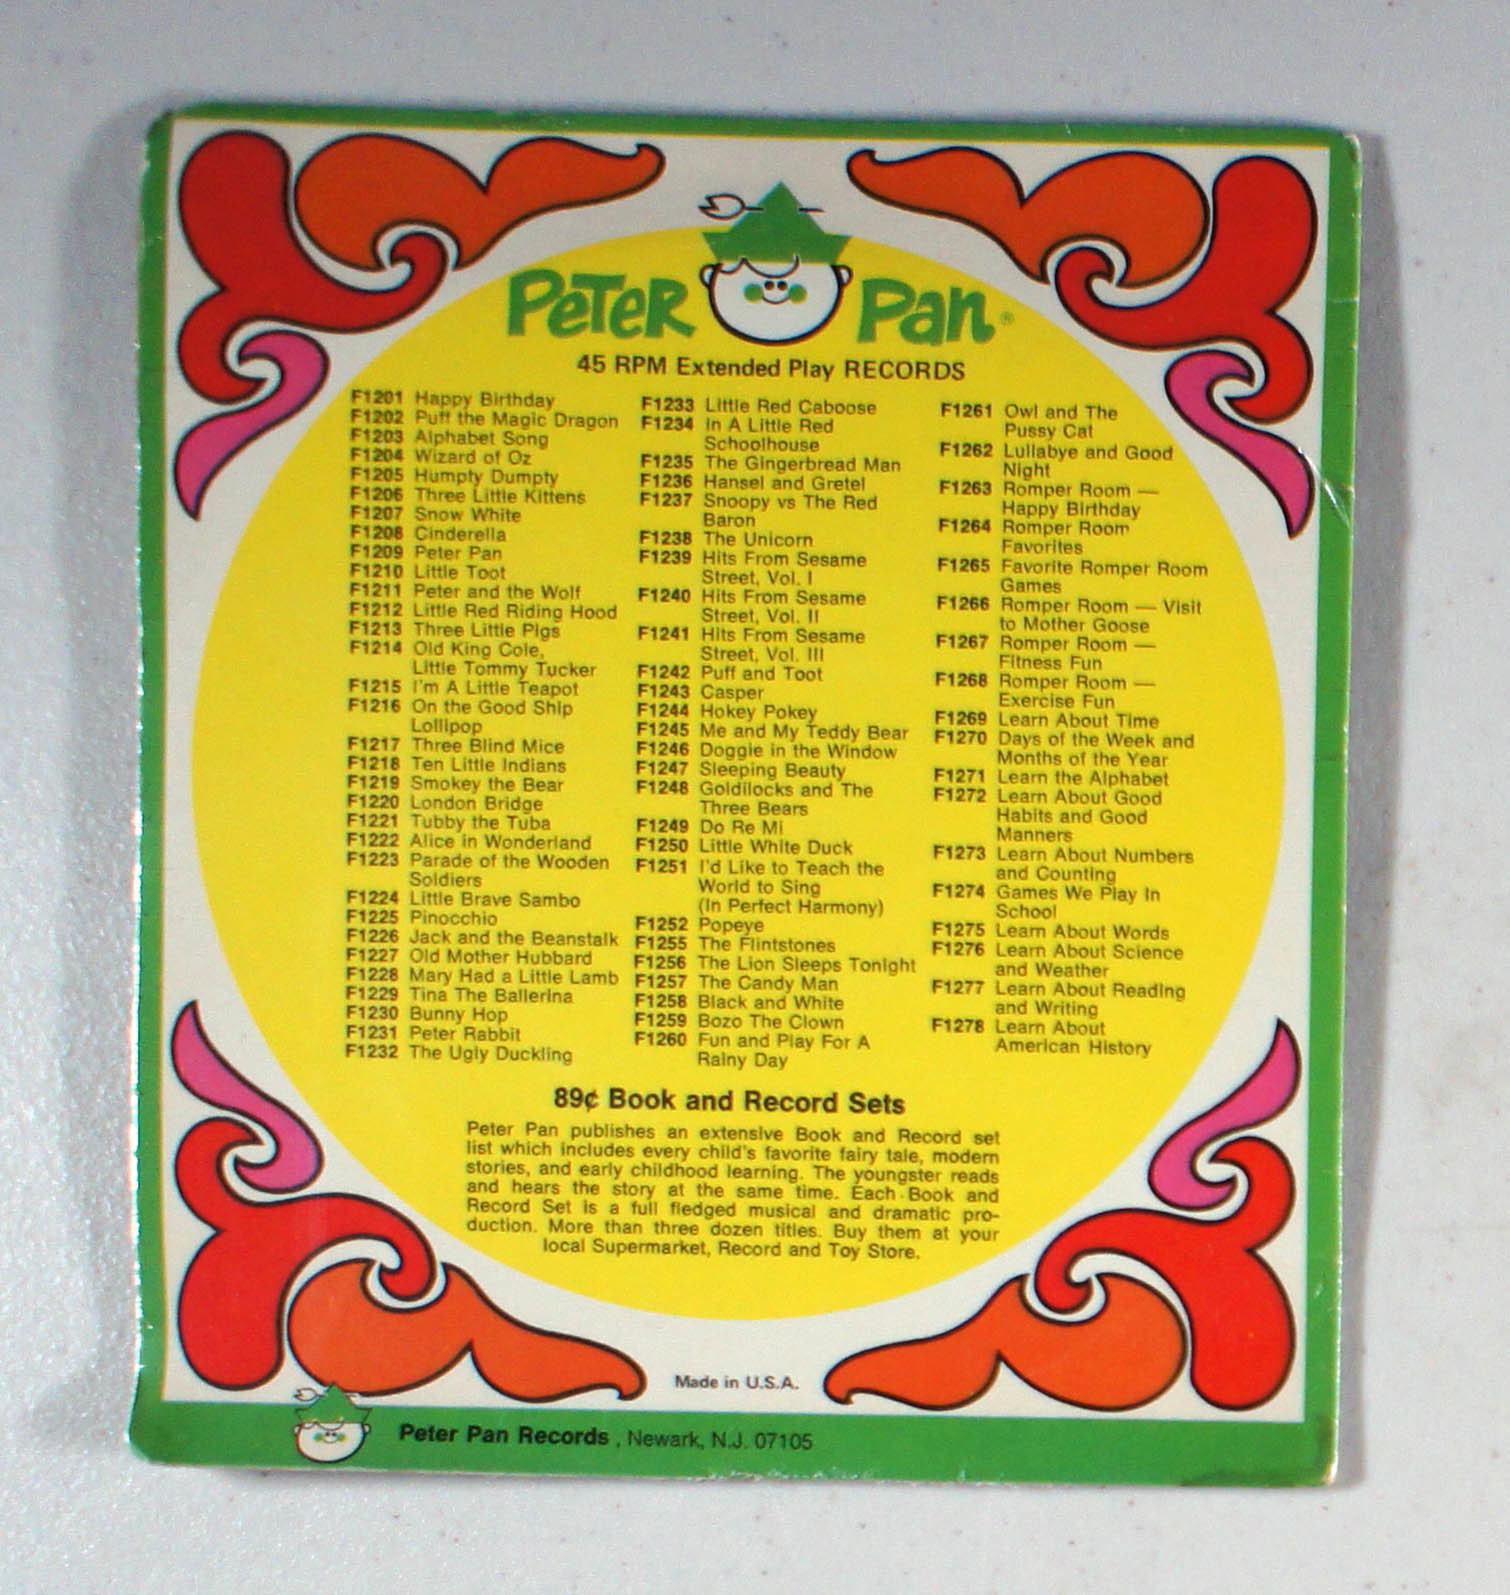 PETER PAN®
45 RPM Extended Play RECORDS
F1201 Happy Birthday
F1202 Puff the Magic Dragon
F1203 Alphabet Song
F1204 Wizard of Oz
F1205 Humpty Dumpty
F1206 Three Little Kittens
F1207 Snow White
F1208 Cinderella
F1209 Peter Pan
F1210 Little Toot
F1211 Peter and the Wolf
F1212 Little Red Riding Hood
F1213 Three Little Pigs
F1214 Old King Cole,
Little Tommy Tucker
F1215 I'm A Little Teapot
F1216 On the Good Ship
Lollipop
F1217 Three Blind Mice
F1218 Ten Little Indians
F1219 Smokey the Bear
F1220 London Bridge
F1221 Tubby the Tuba
F1222 Alice in Wonderland
F1223 Parade of the Wooden
Soldiers
F1224 Little Brave Sambo
F1225 Pinocchio
F1226 Jack and the Beanstalk
F1227 Old Mother Hubbard
F1228 Mary Had a Little Lamb
F1229 Tina The Ballerina
F1230 Bunny Hop
F1231 Peter Rabbit
F1232 The Ugly Duckling
F1233 Little Red Caboose
F1234 In A Little Red
Schoolhouse
F1235 The Gingerbread Man
F1236 Hansel and Gretel
F1237 Snoopy vs The Red
Baron
F1238 The Unicorn
F1239 Hits From Sesame
Street, Vol. I
F1240 Hits From Sesame
Street, Vol. II
F1241 Hits From Sesame
Street, Vol. III
F1242 Puff and Toot
F1243 Casper
F1244 Hokey Pokey
F1245 Me and My Teddy Bear
F1246 Doggie in the Window
F1247 Sleeping Beauty
F1248 Goldilocks and The
Three Bears
F1249 Do Re Mi
F1250 Little White Duck
F1251 I'd Like to Teach the
World to Sing
(In Perfect Harmony)
F1252 Popeye
F1255 The Flintstones
F1256 The Lion Sleeps Tonight
F1257 The Candy Man
F1258 Black and White
F1259 Bozo The Clown
F1260 Fun and Play For A
Rainy Day
F1261 Owl and The
Pussy Cat
F1262 Lullabye and Good
Night
F1263 Romper Room —
Happy Birthday
F1264 Romper Room
Favorites
F1265 Favorite Romper Room
Games
F1266 Romper Room — Visit
to Mother Goose
F1267 Romper Room —
Fitness Fun
F1268 Romper Room —
Exercise Fun
F1269 Learn About Time
F1270 Days of the Week and
Months of the Year
F1271 Learn the Alphabet
F1272 Learn About Good
Habits and Good
Manners
F1273 Learn About Numbers
and Counting
F1274 Games We Play In
School
F1275 Learn About Words
F1276 Learn About Science
and Weather
F1277 Learn About Reading
and Writing
F1278 Learn About
American History
89¢ Book and Record Sets
Peter Pan publishes an extensive Book and Record set
list which includes every child's favorite fairy tale, modern
stories, and early childhood learning. The youngster reads
and hears the story at the same time. Each Book and
Record Set is a full fledged musical and dramatic pro-
duction. More than three dozen titles. Buy them at your
local Supermarket, Record and Toy Store.
Made in U.S.A.
Peter Pan Records , Newark, N.J. 07105